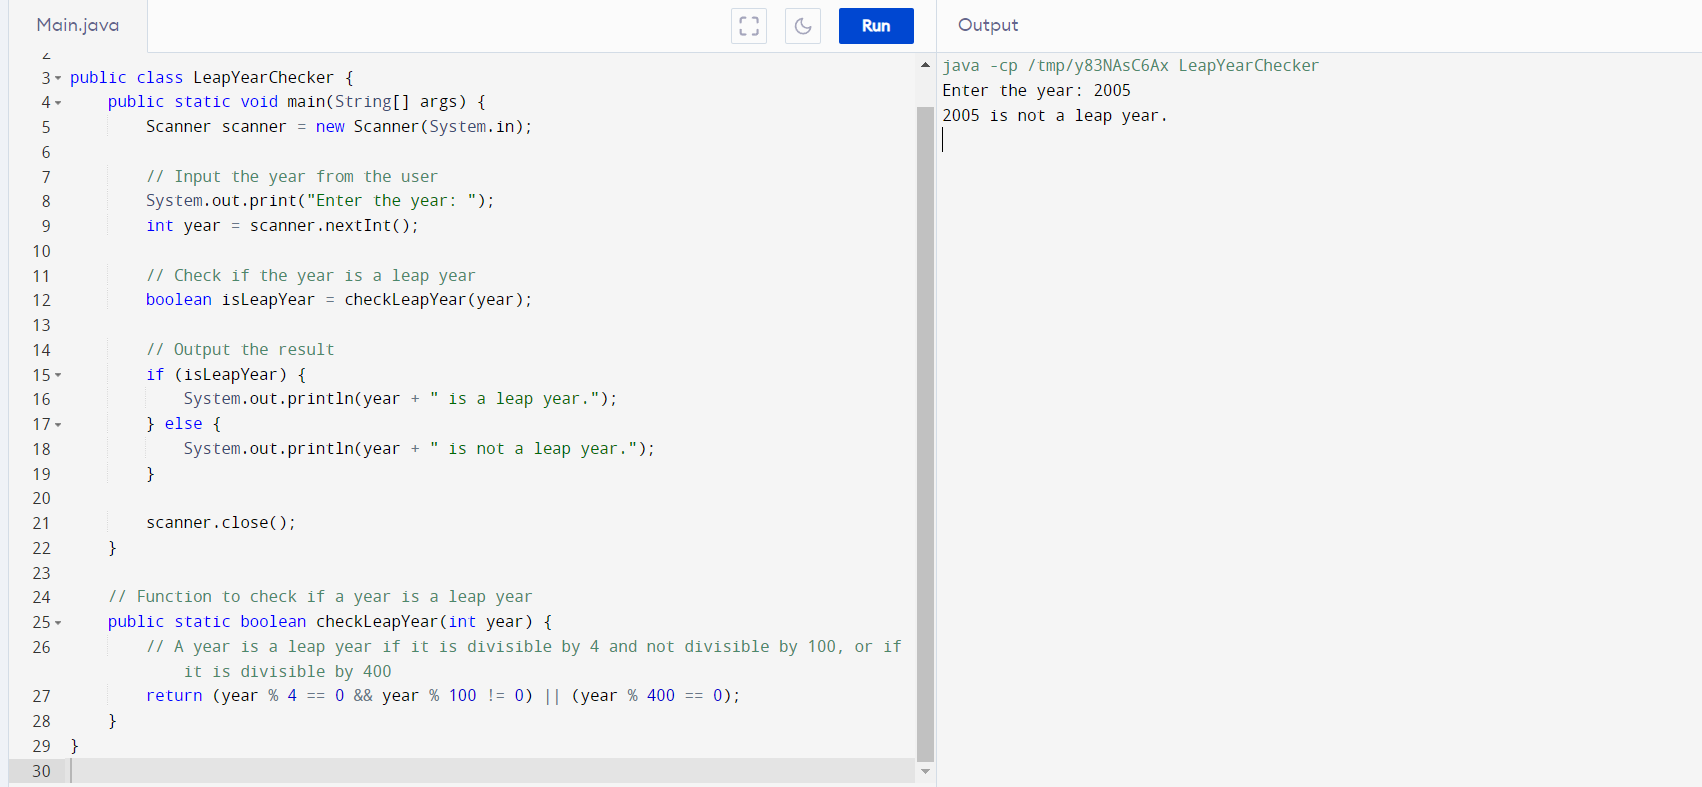 Main.java
Run
Output
2
3 public class LeapYearChecker {
4 public static void main(String[] args) {
5 Scanner scanner = new Scanner(System.in);
6
7 // Input the year from the user
8 System.out.print("Enter the year: ");
9 int year = scanner.nextInt();
10
11 // Check if the year is a leap year
12 boolean isLeapYear = checkLeapYear(year);
13
14 // Output the result
15 if (isLeapYear) {
16 System.out.println(year + " is a leap year.");
17 } else {
18 System.out.println(year + " is not a leap year.");
19 }
20
21 scanner.close();
22 }
23
24 // Function to check if a year is a leap year
25 public static boolean checkLeapYear(int year) {
26 // A year is a leap year if it is divisible by 4 and not divisible by 100, or if
it is divisible by 400
27 return (year % 4 == 0 && year % 100 != 0) || (year % 400 == 0);
28 }
29 }
30
java -cp /tmp/y83NAsC6Ax LeapYearChecker
Enter the year: 2005
2005 is not a leap year.